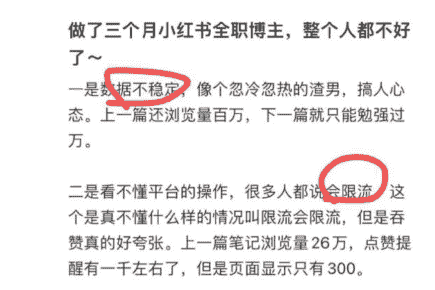 做了三个月小红书全职博主，整个人都不好
了～
一是数据不稳定，像个忽冷忽热的渣男，搞人心
态。上一篇还浏览量百万，下一篇就只能勉强过
万。
二是看不懂平台的操作，很多人都说会限流，这
个是真不懂什么样的情况叫限流会限流，但是吞
赞真的好夸张。上一篇笔记浏览量26万，点赞提
醒有一千左右了，但是页面显示只有300。